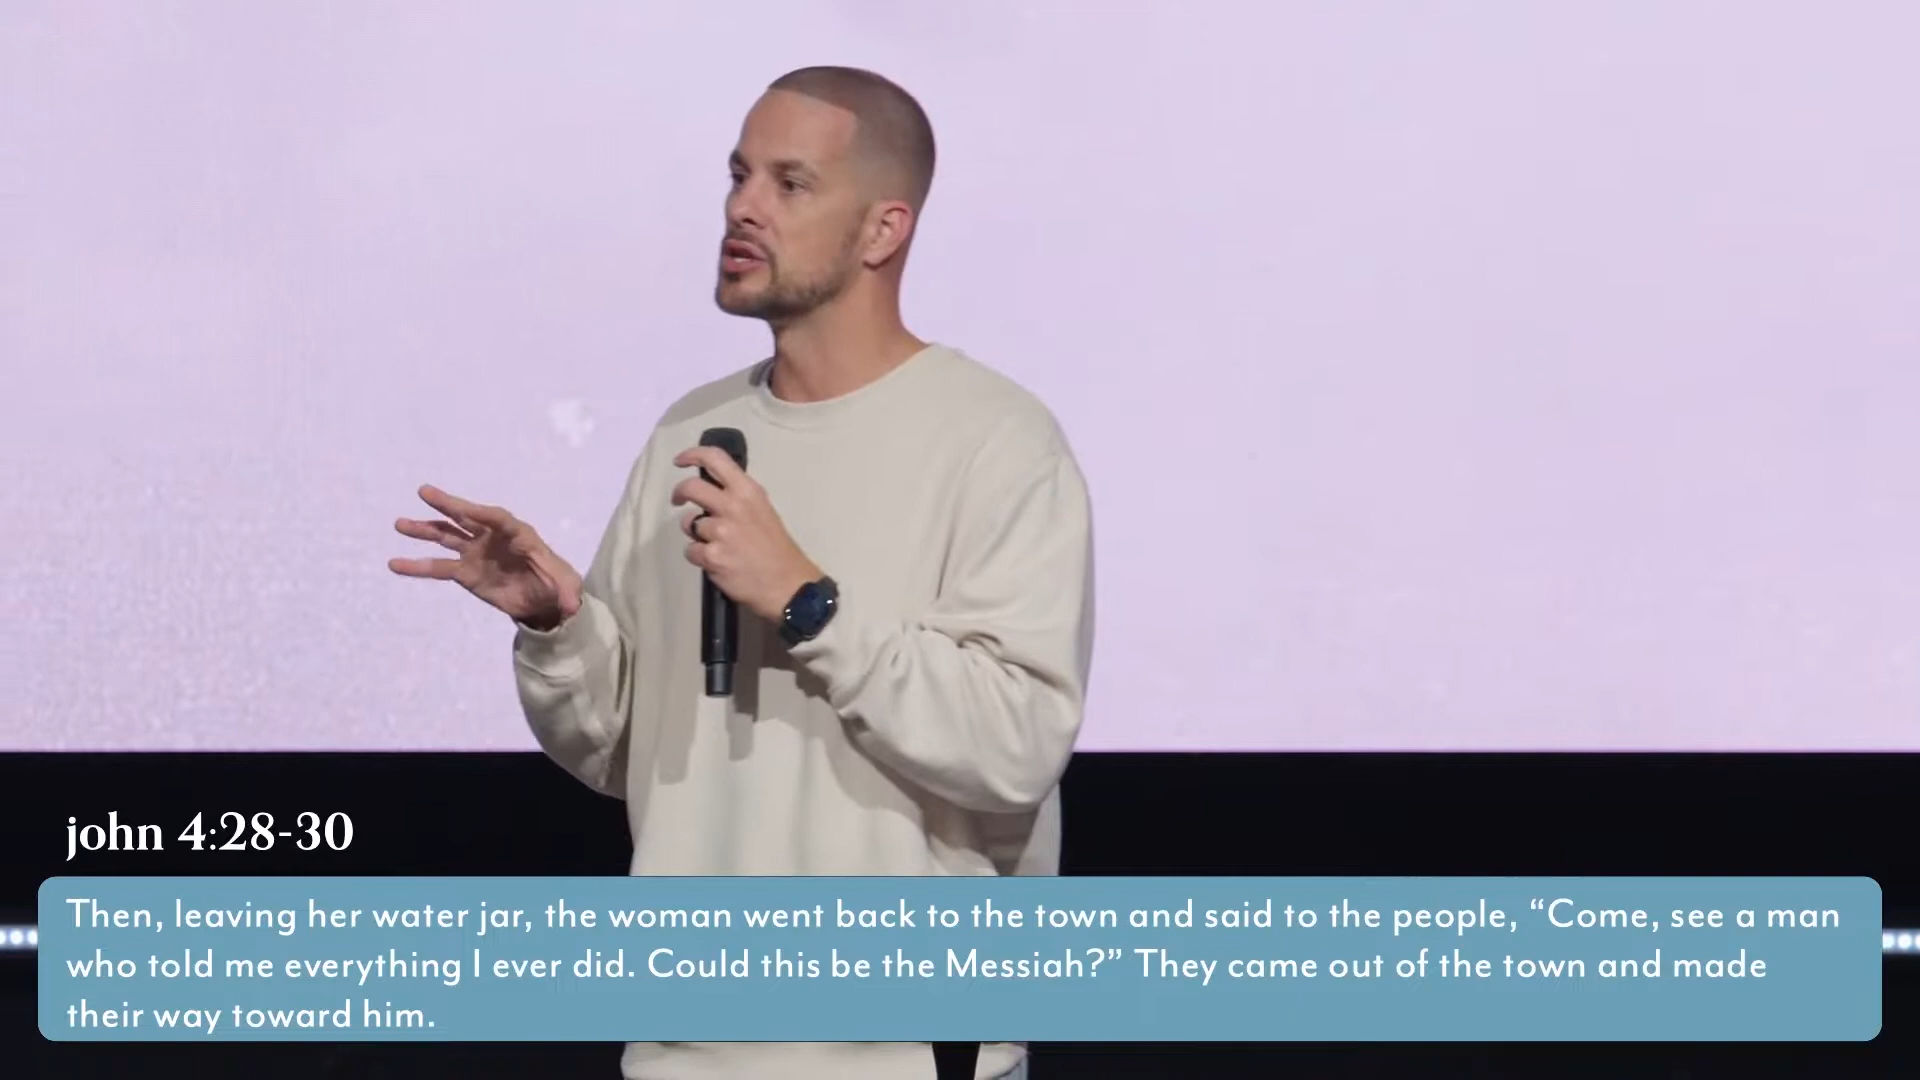 john 4:28-30
Then, leaving her water jar, the woman went back to the town and said to the people, “Come, see a man
who told me everything I ever did. Could this be the Messiah?” They came out of the town and made
their way toward him.